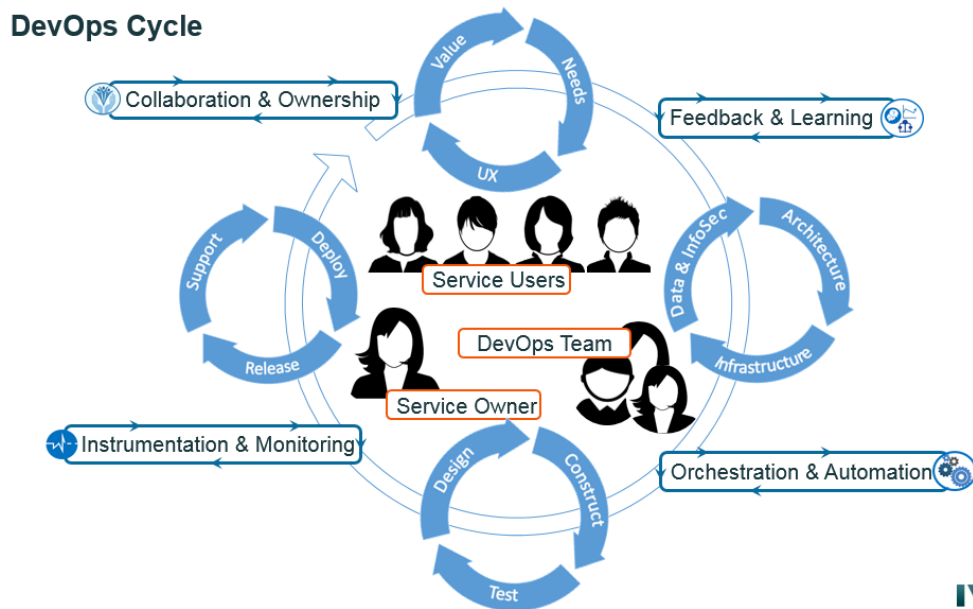 DevOps Cycle
Value
Needs
UX
Collaboration & Ownership
Feedback & Learning
Support
Deploy
Release
Data & InfoSec
Architecture
Infrastructure
Service Users
DevOps Team
Service Owner
Instrumentation & Monitoring
Orchestration & Automation
Design
Construct
Test